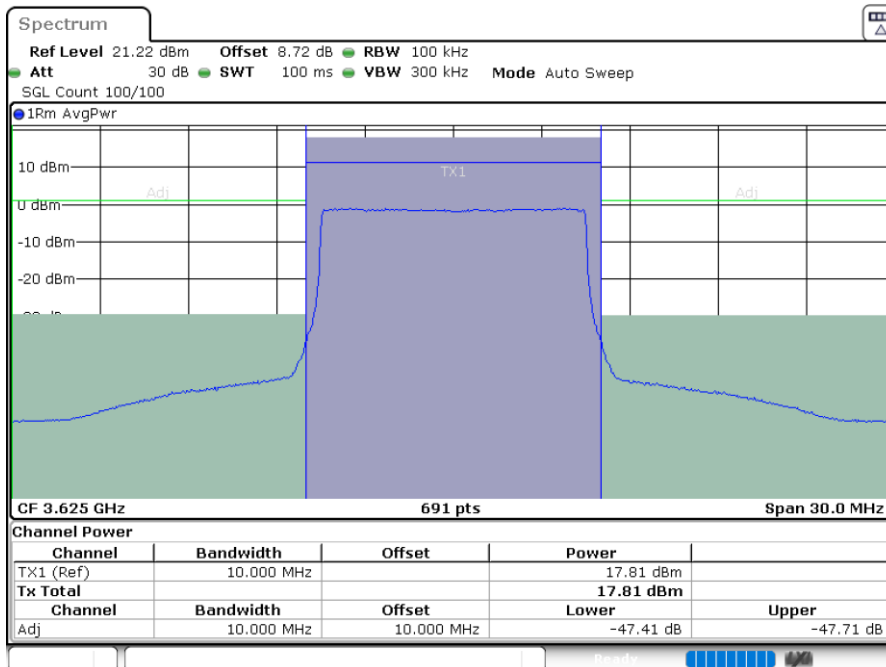 Spectrum
Ref Level 21.22 dBm Offset 8.72 dB RBW 100 kHz
Att 30 dB SWT 100 ms VBW 300 kHz Mode Auto Sweep
SGL Count 100/100
1Rm AvgPwr
10 dBm
TX1
Adj Adj
0 dBm
-10 dBm
-20 dBm
CF 3.625 GHz 691 pts Span 30.0 MHz
Channel Power
Channel Bandwidth Offset Power
TX1 (Ref) 10.000 MHz 17.81 dBm
Tx Total 17.81 dBm
Channel Bandwidth Offset Lower Upper
Adj 10.000 MHz 10.000 MHz -47.41 dB -47.71 dB
Ready